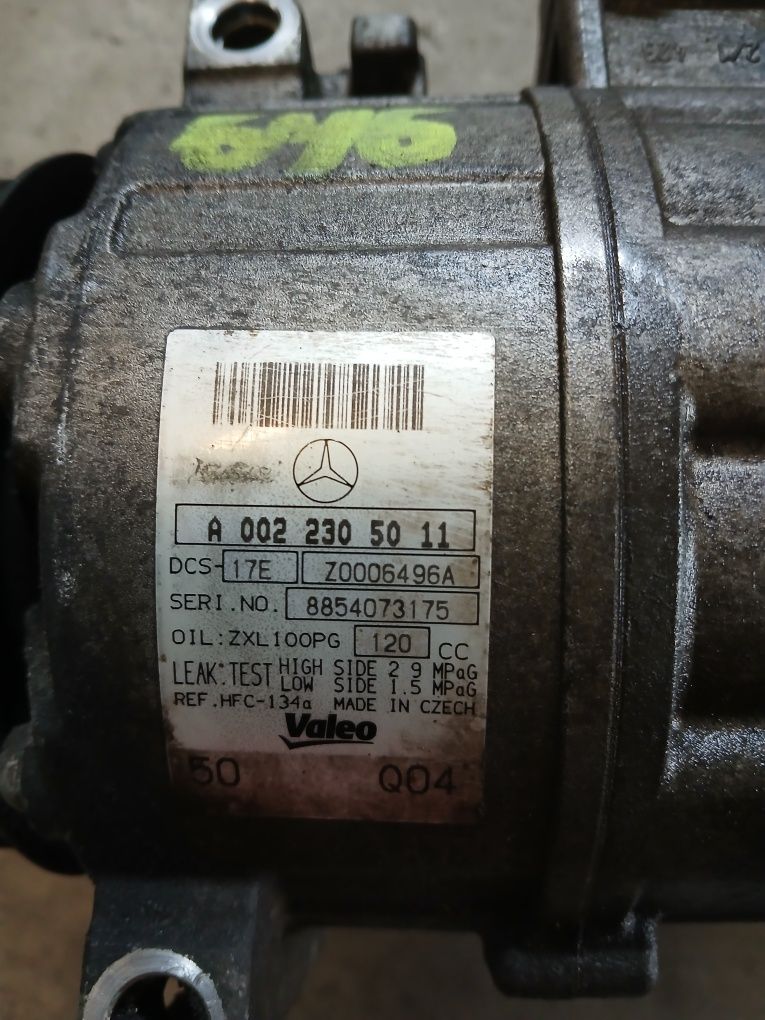 A 002 230 50 11
DCS- 17E Z0006496A
SERI.NO. 8854073175
OIL:ZXL100PG 120 CC
LEAK TEST HIGH SIDE 2.9 MPaG
LOW SIDE 1.5 MPaG
REF.HFC-134a MADE IN CZECH
Valeo
50 Q04